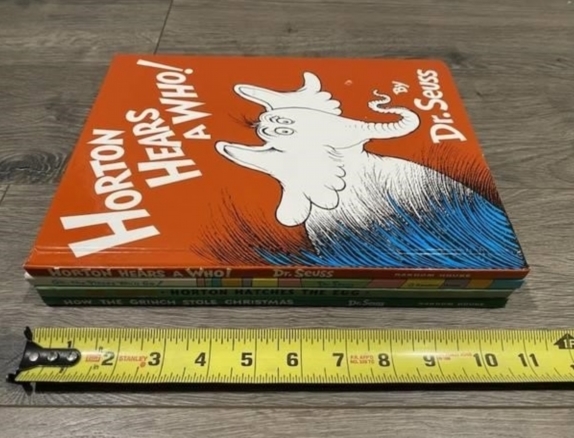 HORTON
HEARS
A WHO!
BY
Dr. Seuss
HORTON HEARS A WHO! Dr. Seuss RANDOM HOUSE
HORTON HATCHES THE EGG
HOW THE GRINCH STOLE CHRISTMAS Dr. Seuss RANDOM HOUSE
2 STANLEY 3 4 5 6 7 8 9 10 11 1F